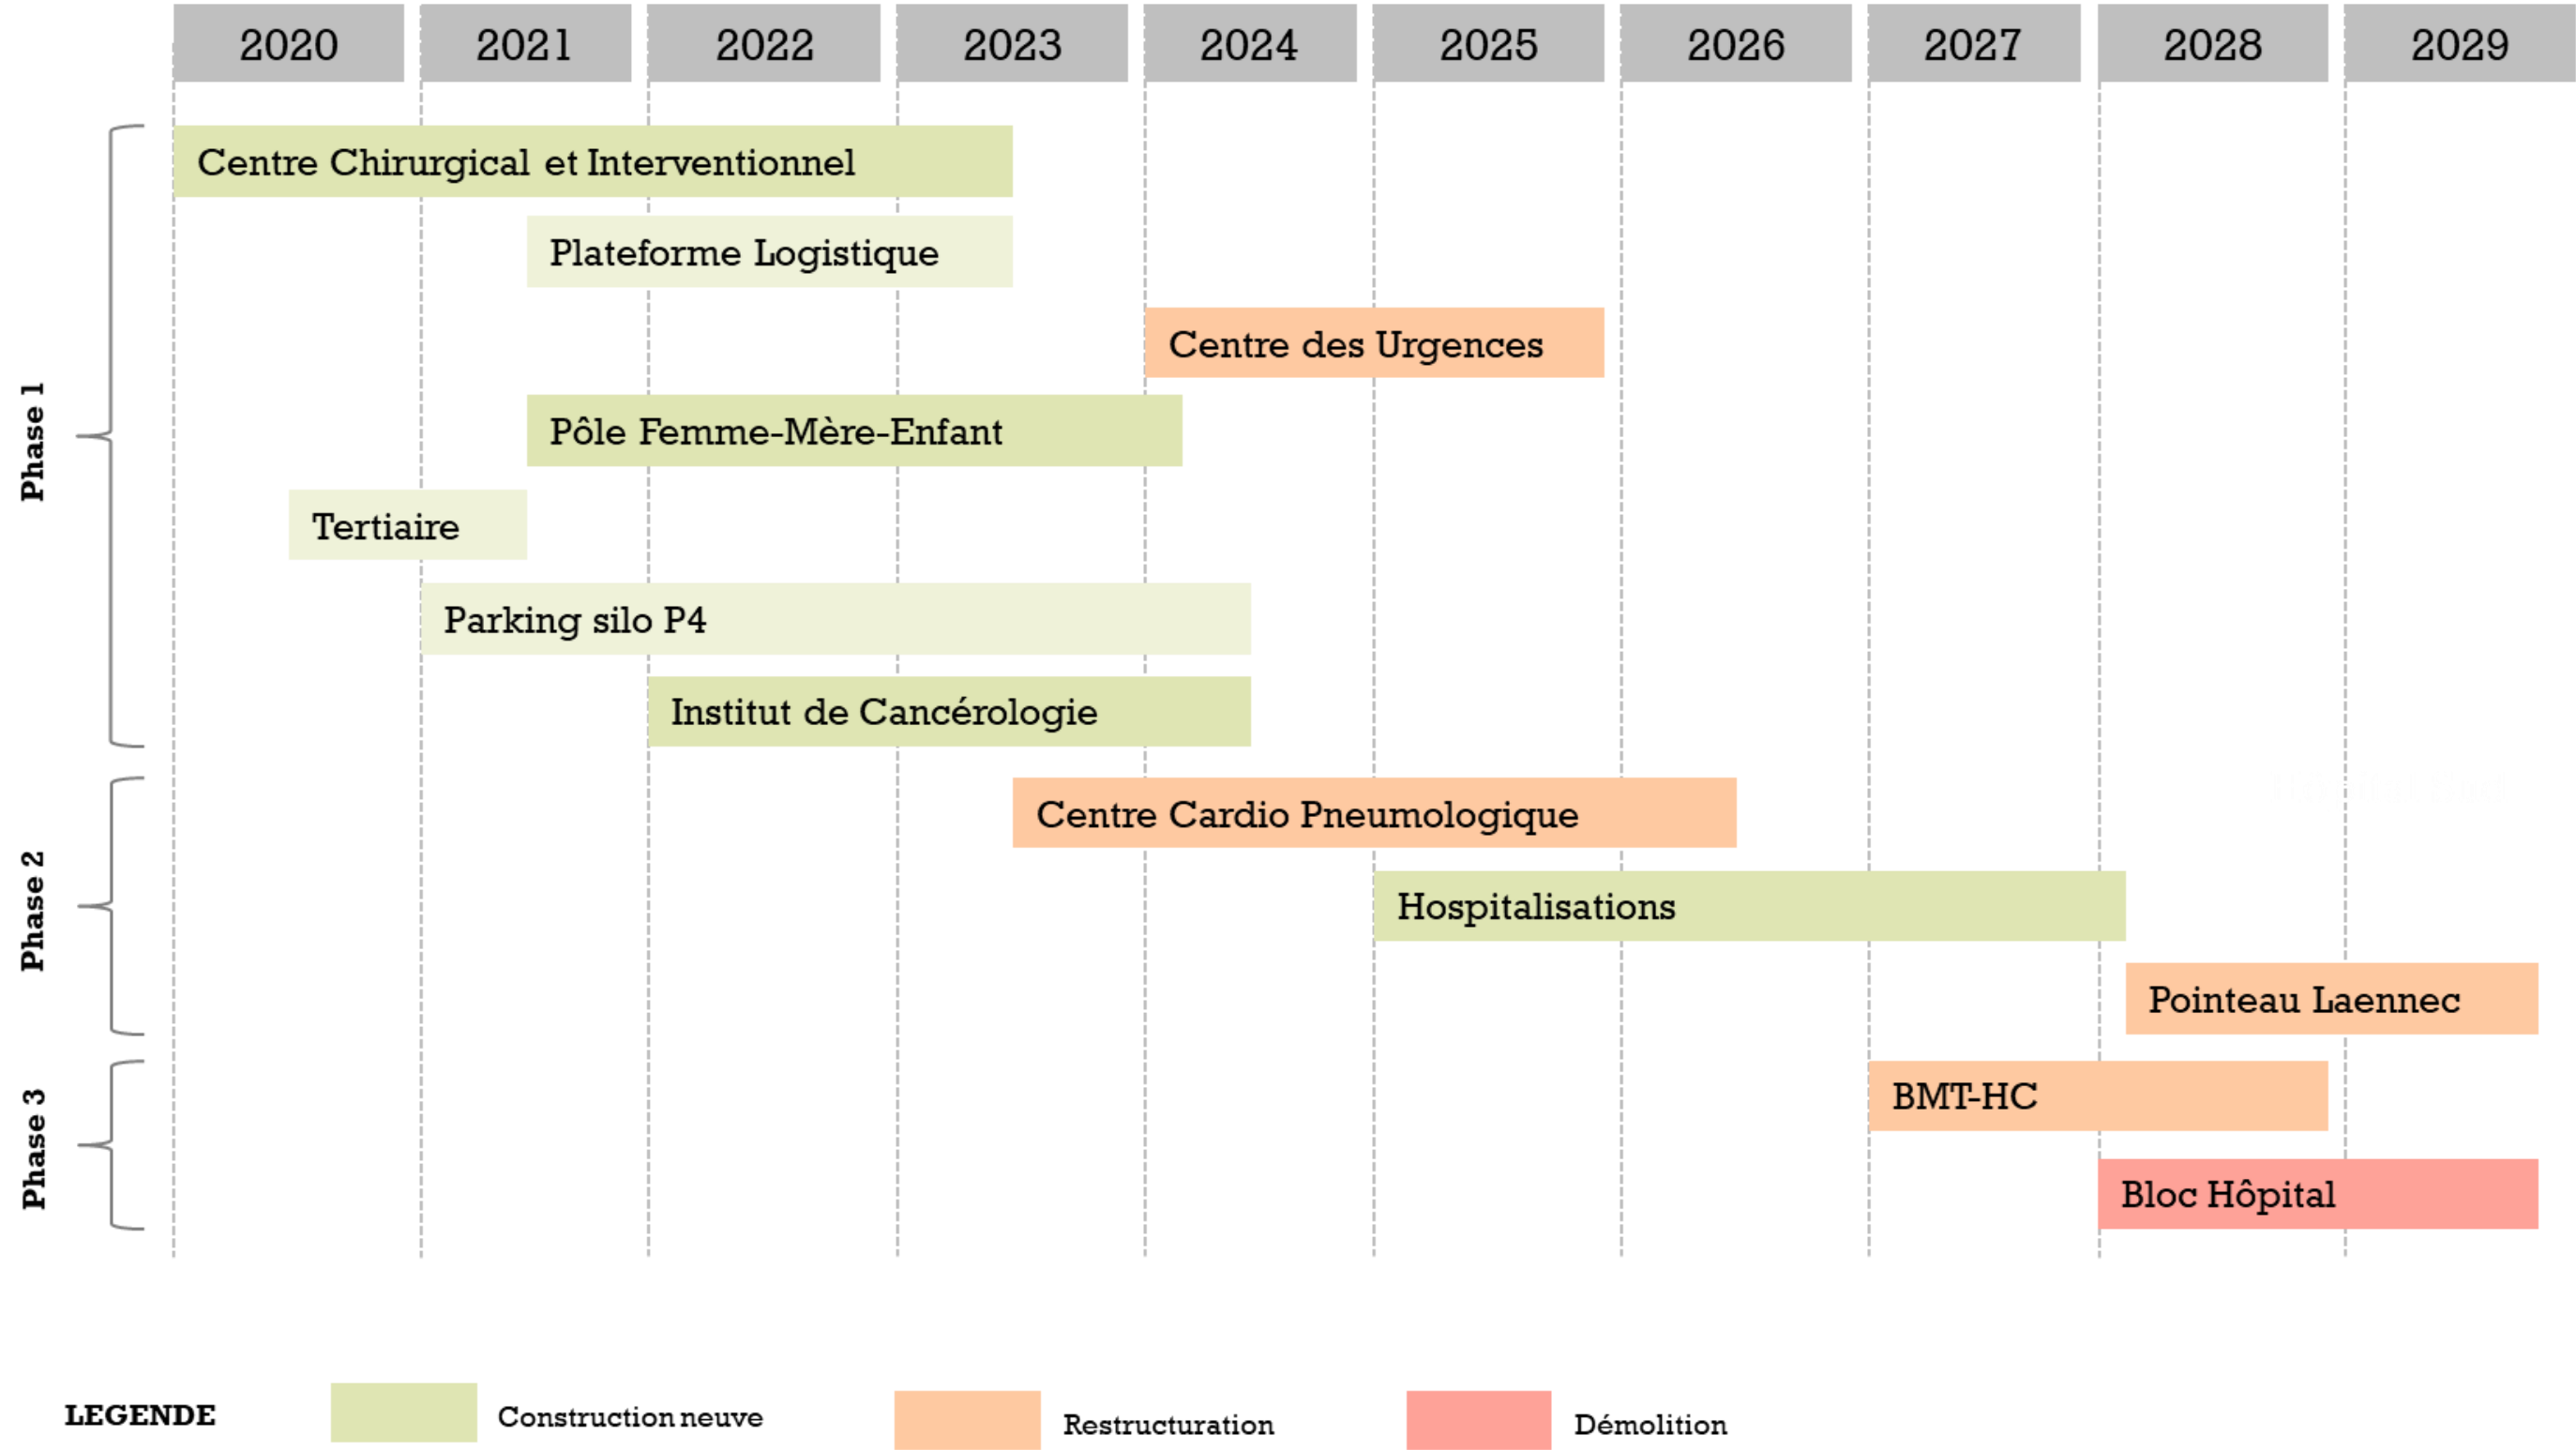 2020 2021 2022 2023 2024 2025 2026 2027 2028 2029
Phase 1
Centre Chirurgical et Interventionnel
Plateforme Logistique
Centre des Urgences
Pôle Femme-Mère-Enfant
Tertiaire
Parking silo P4
Institut de Cancérologie
Phase 2
Centre Cardio Pneumologique
Hospitalisations
Pointeau Laennec
Phase 3
BMT-HC
Bloc Hôpital
LEGENDE Construction neuve Restructuration Démolition